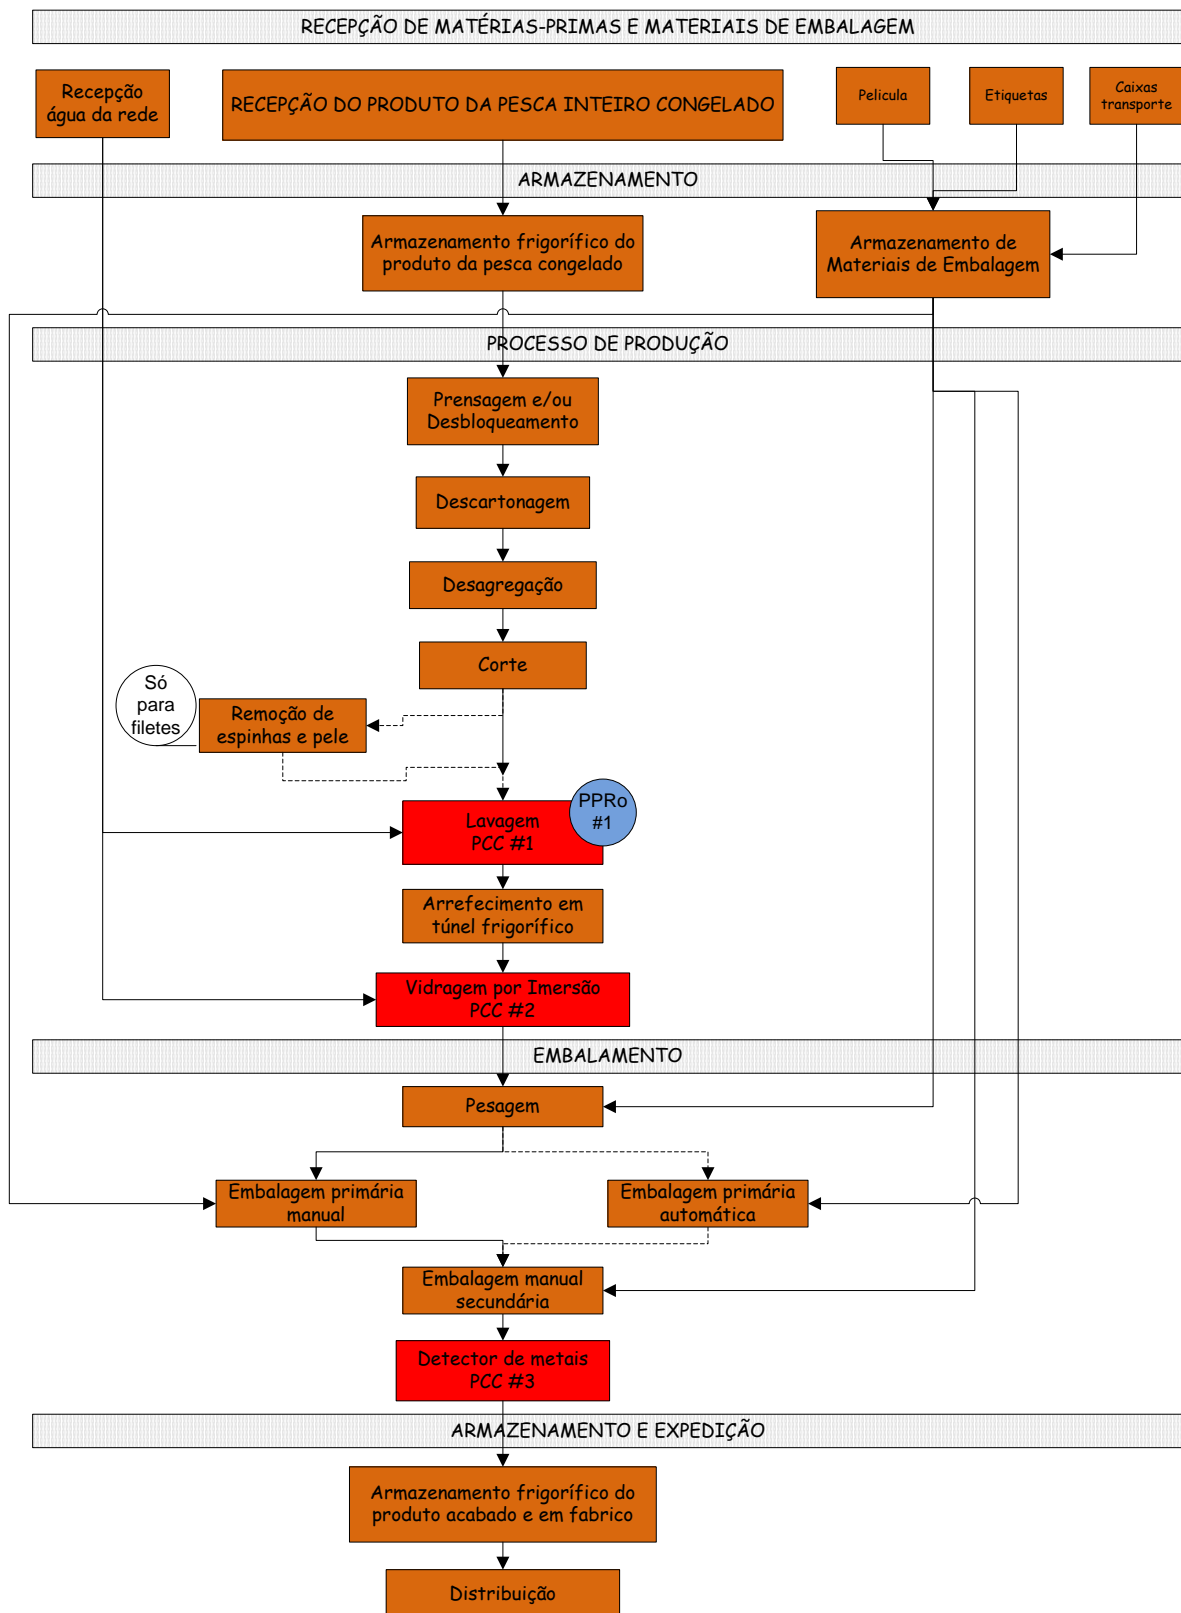 RECEPÇÃO DE MATÉRIAS-PRIMAS E MATERIAIS DE EMBALAGEM
Recepção
água da rede
RECEPÇÃO DO PRODUTO DA PESCA INTEIRO CONGELADO
Pelicula
Etiquetas
Caixas
transporte
ARMAZENAMENTO
Armazenamento frigorífico do
produto da pesca congelado
Armazenamento de
Materiais de Embalagem
PROCESSO DE PRODUÇÃO
Prensagem e/ou
Desbloqueamento
Descartonagem
Desagregação
Corte
Só
para
filetes
Remoção de
espinhas e pele
PPRo
#1
Lavagem
PCC #1
Arrefecimento em
túnel frigorífico
Vidragem por Imersão
PCC #2
EMBALAMENTO
Pesagem
Embalagem primária
manual
Embalagem primária
automática
Embalagem manual
secundária
Detector de metais
PCC #3
ARMAZENAMENTO E EXPEDIÇÃO
Armazenamento frigorífico do
produto acabado e em fabrico
Distribuição